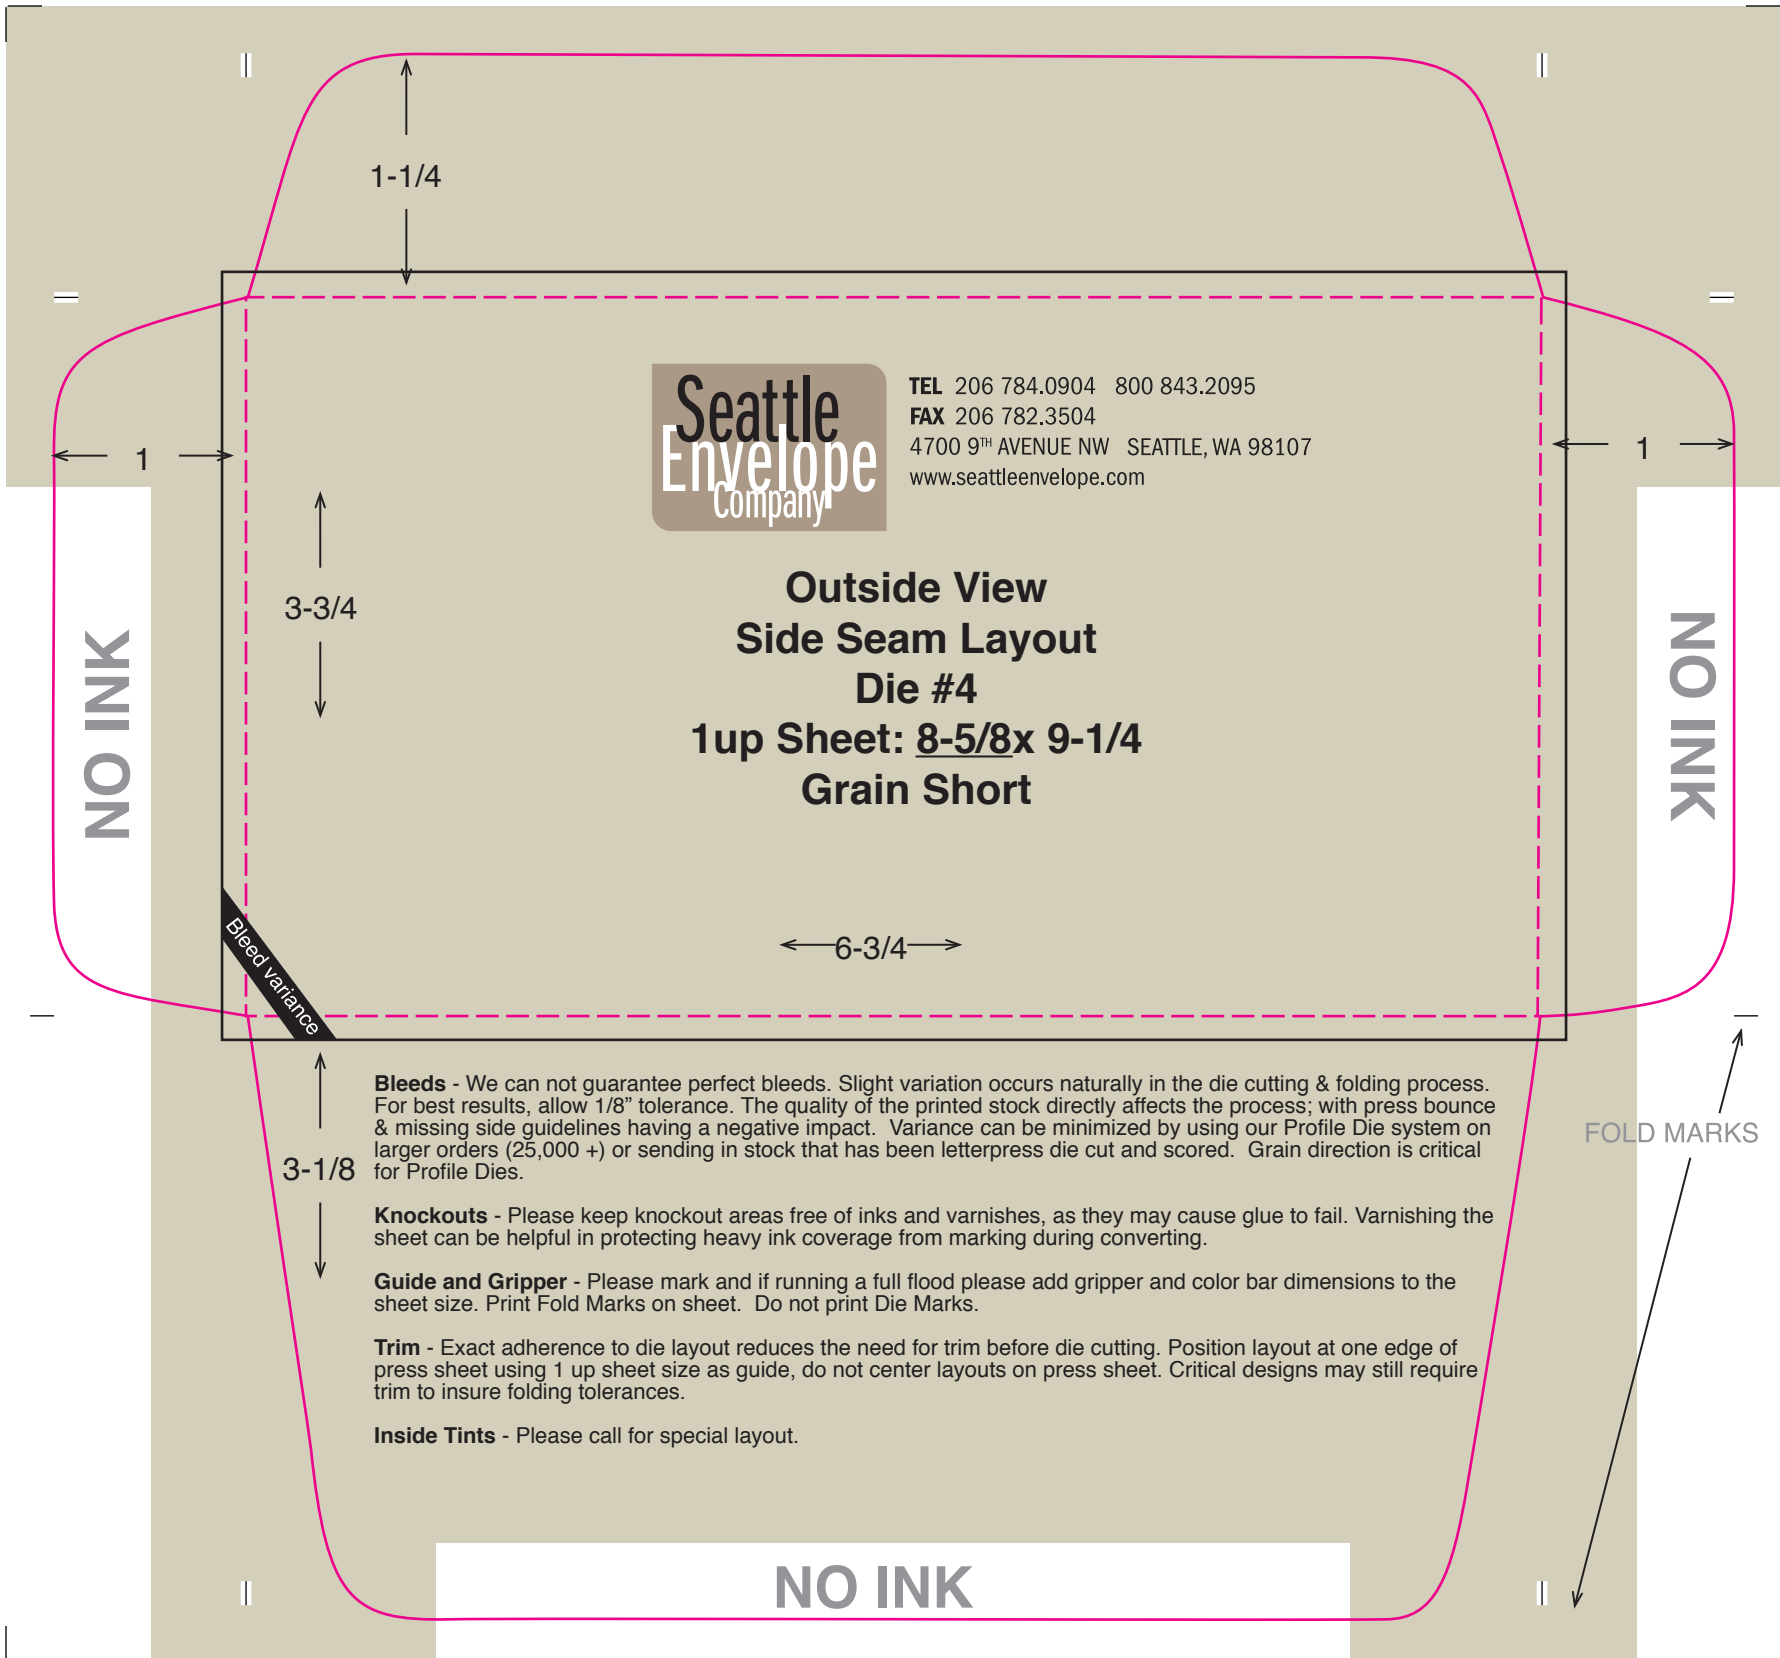 1-1/4
Seattle
Envelope
Company
TEL 206 784.0904 800 843.2095
FAX 206 782.3504
4700 9TH AVENUE NW SEATTLE, WA 98107
www.seattleenvelope.com
1
1
3-3/4
Outside View
Side Seam Layout
Die #4
1up Sheet: 8-5/8x 9-1/4
Grain Short
NO INK
NO INK
6-3/4
Bleed variance
Bleeds - We can not guarantee perfect bleeds. Slight variation occurs naturally in the die cutting & folding process.
For best results, allow 1/8” tolerance. The quality of the printed stock directly affects the process; with press bounce
& missing side guidelines having a negative impact. Variance can be minimized by using our Profile Die system on
larger orders (25,000 +) or sending in stock that has been letterpress die cut and scored. Grain direction is critical
for Profile Dies.
3-1/8
FOLD MARKS
Knockouts - Please keep knockout areas free of inks and varnishes, as they may cause glue to fail. Varnishing the
sheet can be helpful in protecting heavy ink coverage from marking during converting.
Guide and Gripper - Please mark and if running a full flood please add gripper and color bar dimensions to the
sheet size. Print Fold Marks on sheet. Do not print Die Marks.
Trim - Exact adherence to die layout reduces the need for trim before die cutting. Position layout at one edge of
press sheet using 1 up sheet size as guide, do not center layouts on press sheet. Critical designs may still require
trim to insure folding tolerances.
Inside Tints - Please call for special layout.
NO INK